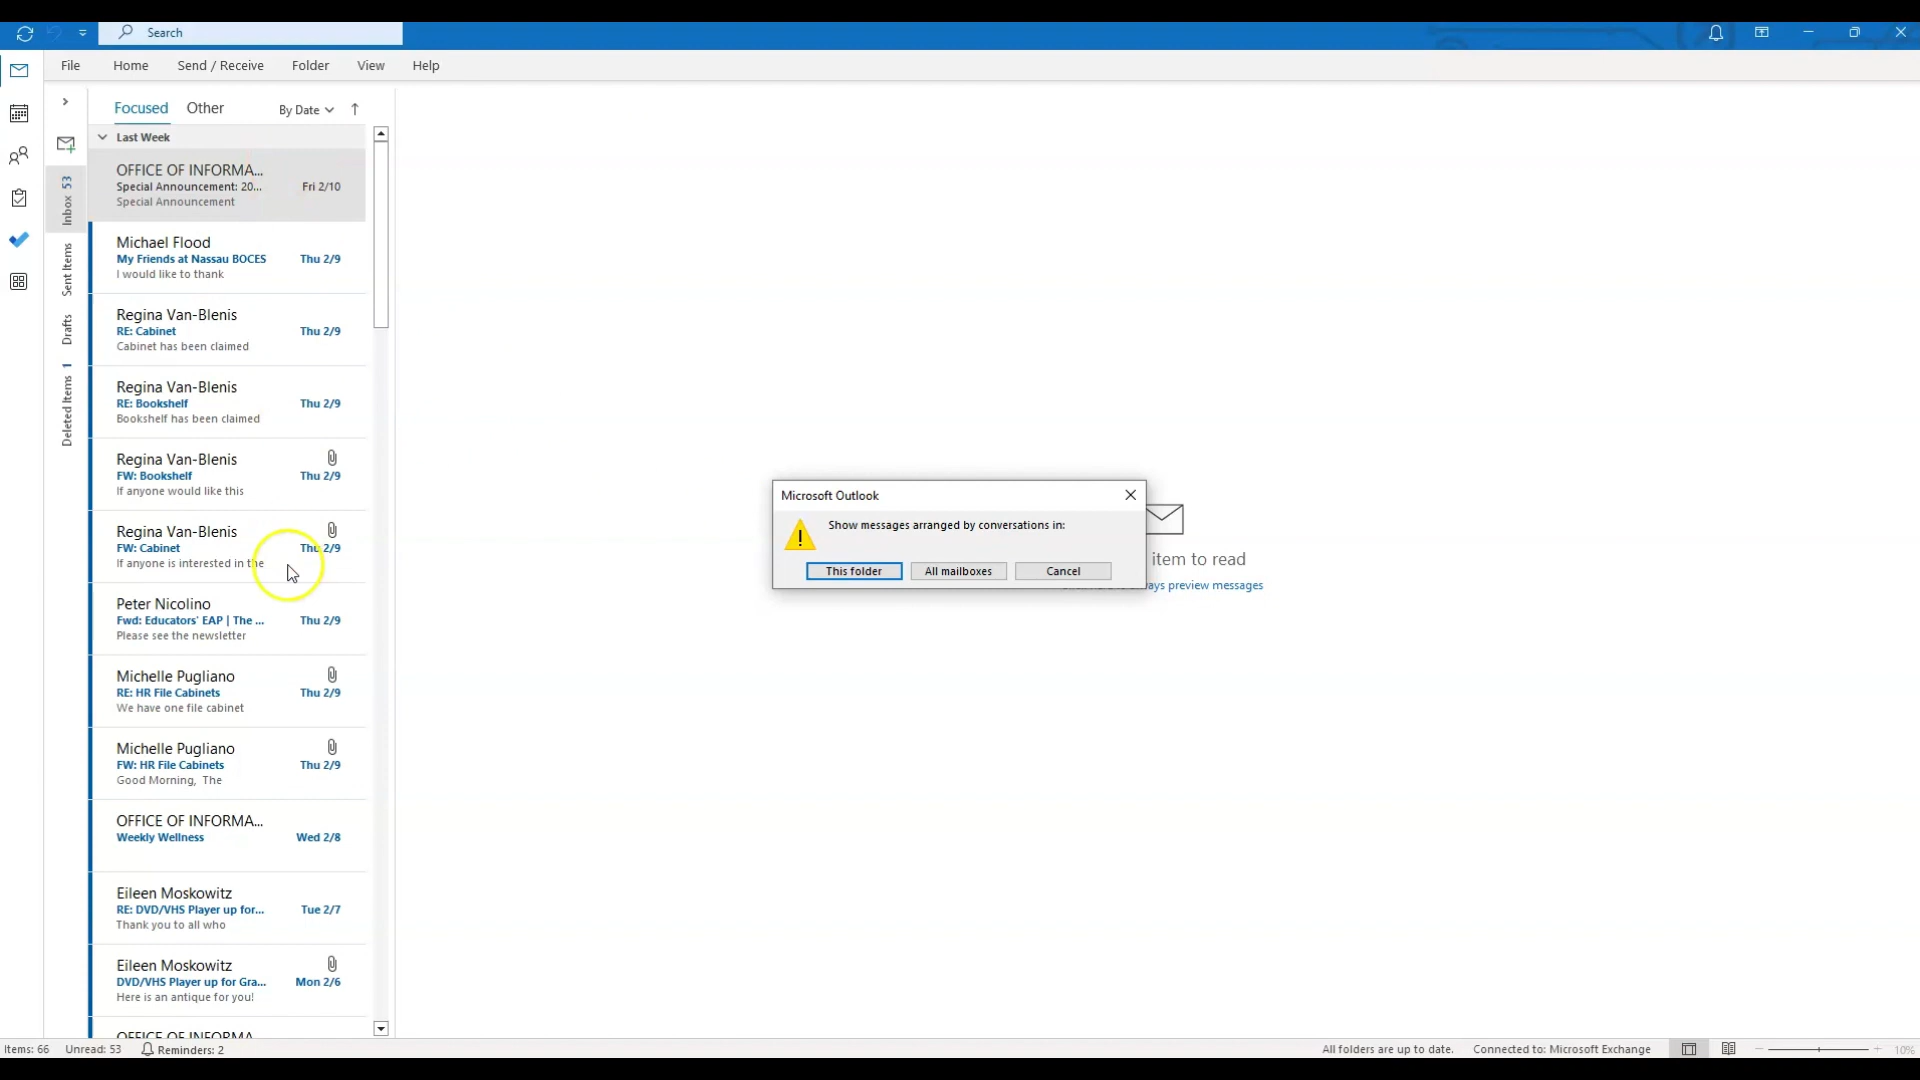 Search
File Home Send / Receive Folder View Help
Focused Other By Date
Last Week
OFFICE OF INFORMA...
Special Announcement: 20... Fri 2/10
Special Announcement
Michael Flood
My Friends at Nassau BOCES Thu 2/9
I would like to thank
Regina Van-Blenis
RE: Cabinet Thu 2/9
Cabinet has been claimed
Regina Van-Blenis
RE: Bookshelf Thu 2/9
Bookshelf has been claimed
Regina Van-Blenis
FW: Bookshelf Thu 2/9
If anyone would like this
Regina Van-Blenis
FW: Cabinet Thu 2/9
If anyone is interested in the
Peter Nicolino
Fwd: Educators' EAP | The ... Thu 2/9
Please see the newsletter
Michelle Pugliano
RE: HR File Cabinets Thu 2/9
We have one file cabinet
Michelle Pugliano
FW: HR File Cabinets Thu 2/9
Good Morning, The
OFFICE OF INFORMA...
Weekly Wellness Wed 2/8
Eileen Moskowitz
RE: DVD/VHS Player up for... Tue 2/7
Thank you to all who
Eileen Moskowitz
DVD/VHS Player up for Gra... Mon 2/6
Here is an antique for you!
OFFICE OF INFORMA
Inbox 53
Sent Items
Drafts
Deleted Items 1
Microsoft Outlook
Show messages arranged by conversations in:
This folder All mailboxes Cancel
item to read
ays preview messages
Items: 66 Unread: 53 Reminders: 2 All folders are up to date. Connected to: Microsoft Exchange 10%